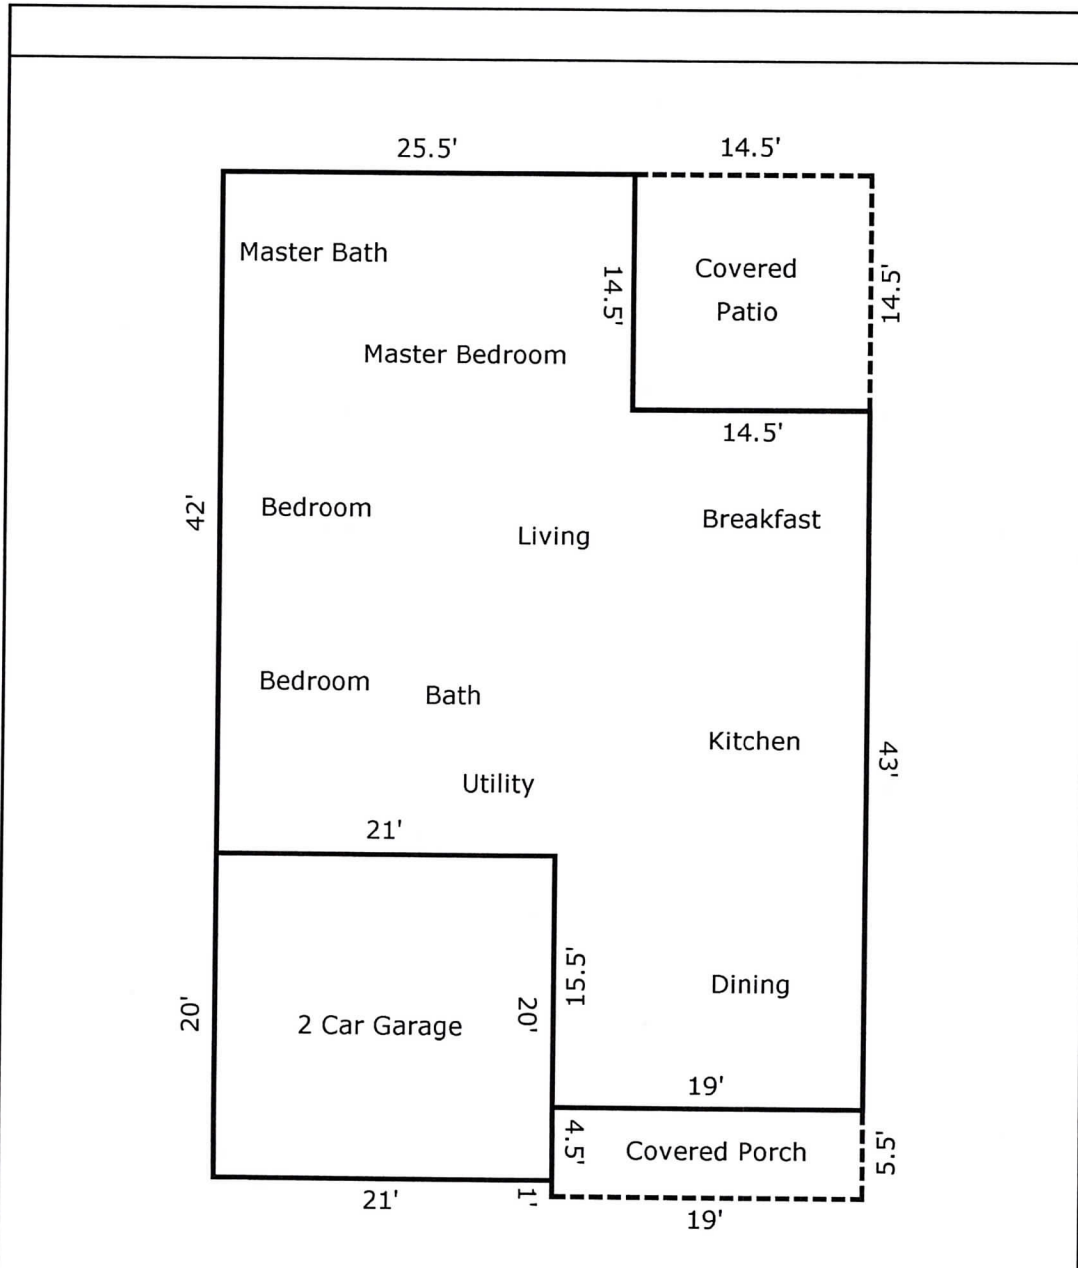 25.5'
14.5'
Master Bath
Covered
Patio
14.5'
14.5'
Master Bedroom
14.5'
42'
Bedroom
Living
Breakfast
Bedroom
Bath
Kitchen
43'
Utility
21'
15.5'
Dining
20'
20'
2 Car Garage
19'
4.5'
Covered Porch
5.5'
21'
1'
19'